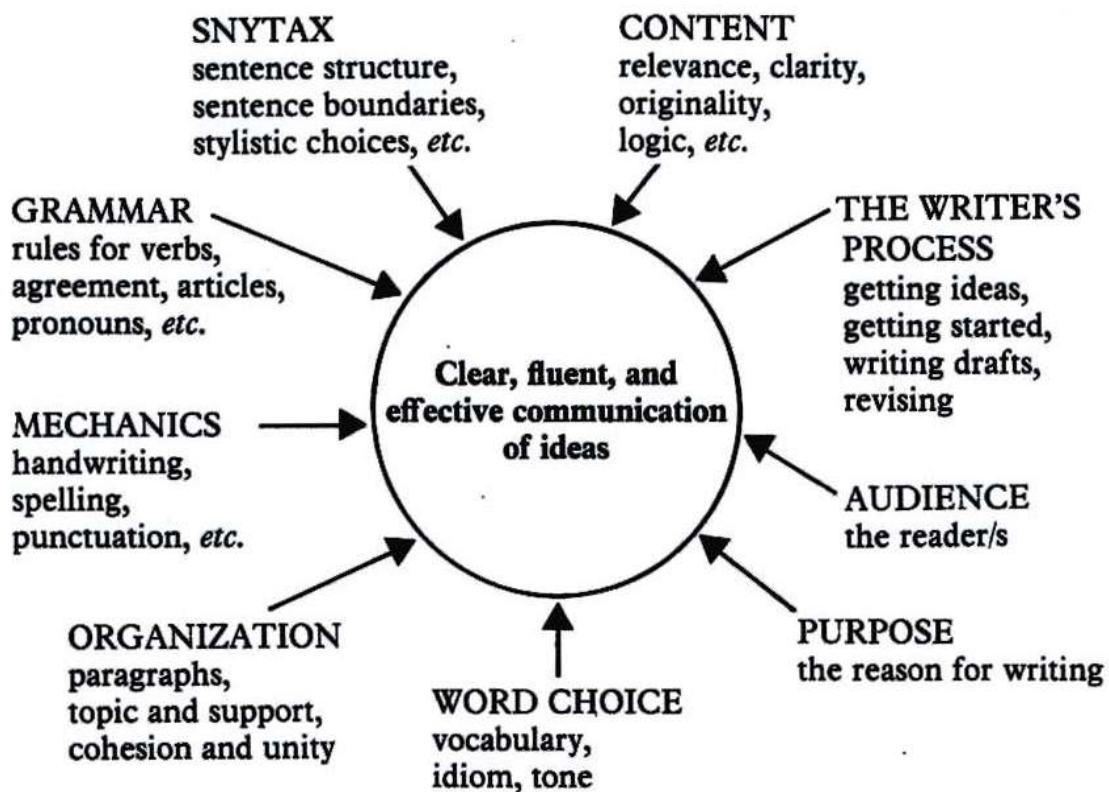 SNYTAX
sentence structure,
sentence boundaries,
stylistic choices, etc.
CONTENT
relevance, clarity,
originality,
logic, etc.
THE WRITER'S
PROCESS
getting ideas,
getting started,
writing drafts,
revising
AUDIENCE
the reader/s
PURPOSE
the reason for writing
WORD CHOICE
vocabulary,
idiom, tone
ORGANIZATION
paragraphs,
topic and support,
cohesion and unity
MECHANICS
handwriting,
spelling,
punctuation, etc.
GRAMMAR
rules for verbs,
agreement, articles,
pronouns, etc.
Clear, fluent, and
effective communication
of ideas